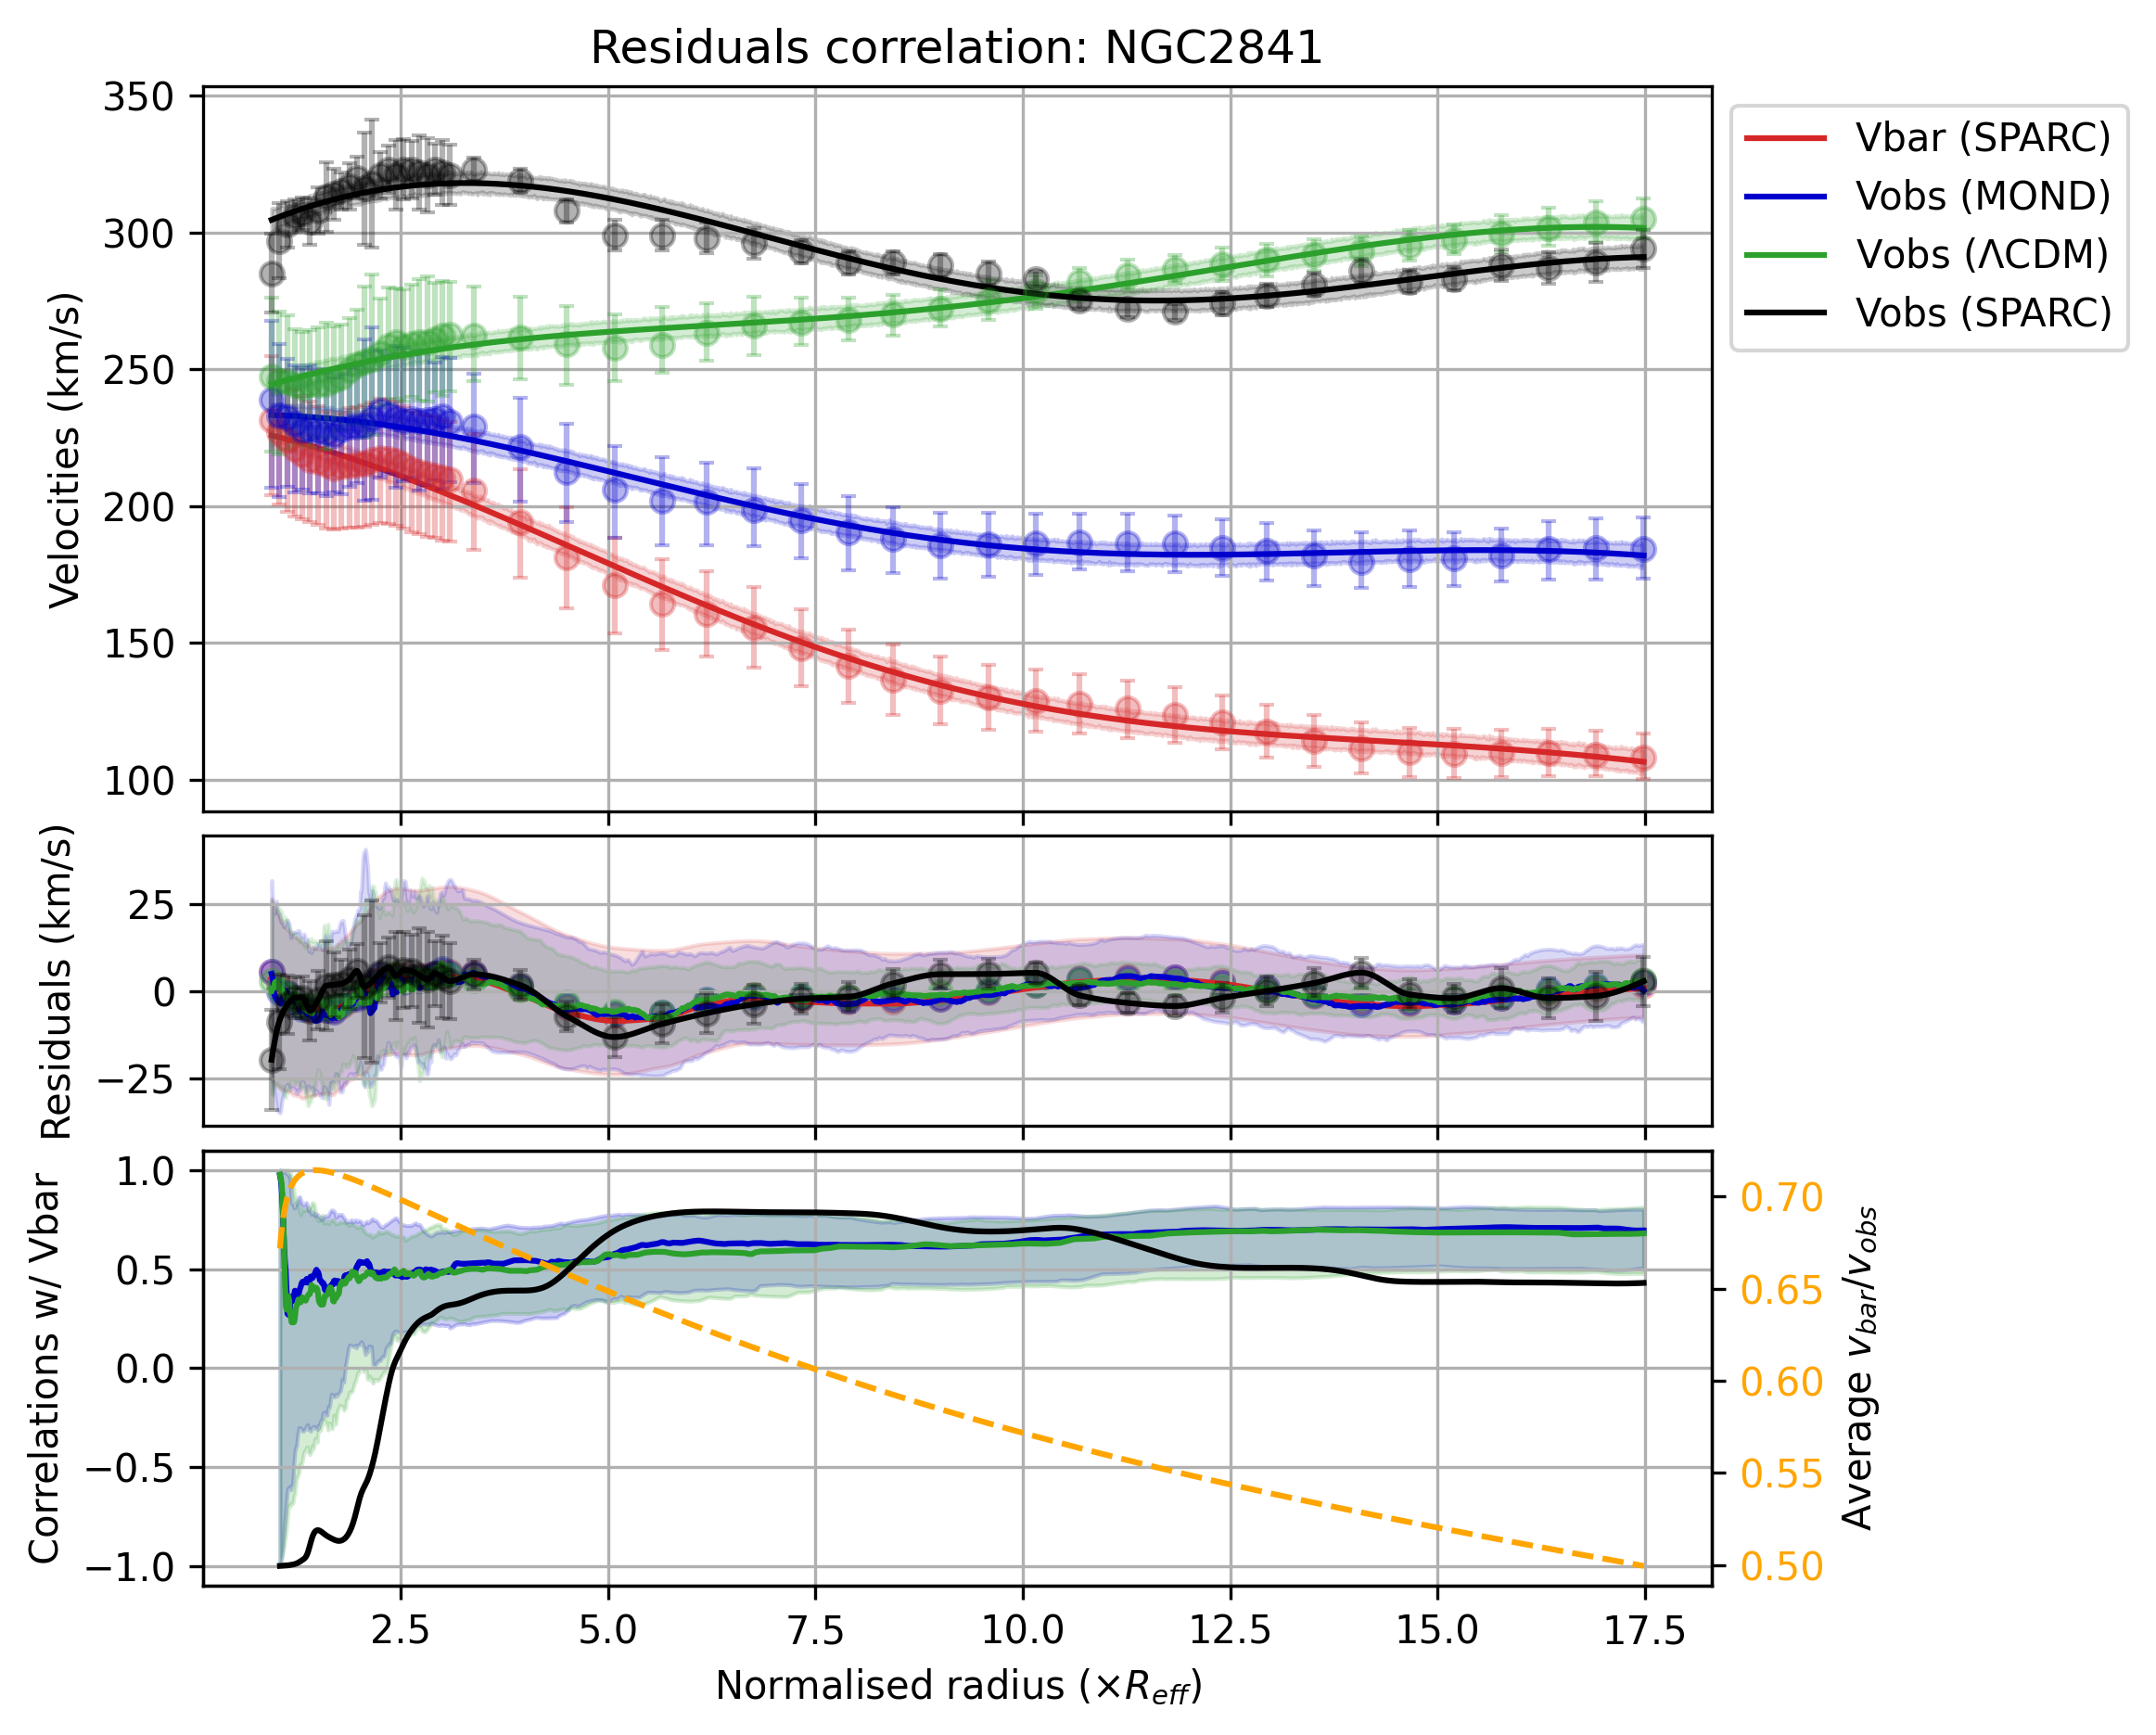 Residuals correlation: NGC2841
350
300
250
200
150
100
Velocities (km/s)
Vbar (SPARC)
Vobs (MOND)
Vobs (ΛCDM)
Vobs (SPARC)
25
0
−25
Residuals (km/s)
1.0
0.5
0.0
−0.5
−1.0
Correlations w/ Vbar
0.70
0.65
0.60
0.55
0.50
Average v_bar/v_obs
2.5 5.0 7.5 10.0 12.5 15.0 17.5
Normalised radius (×R_eff)